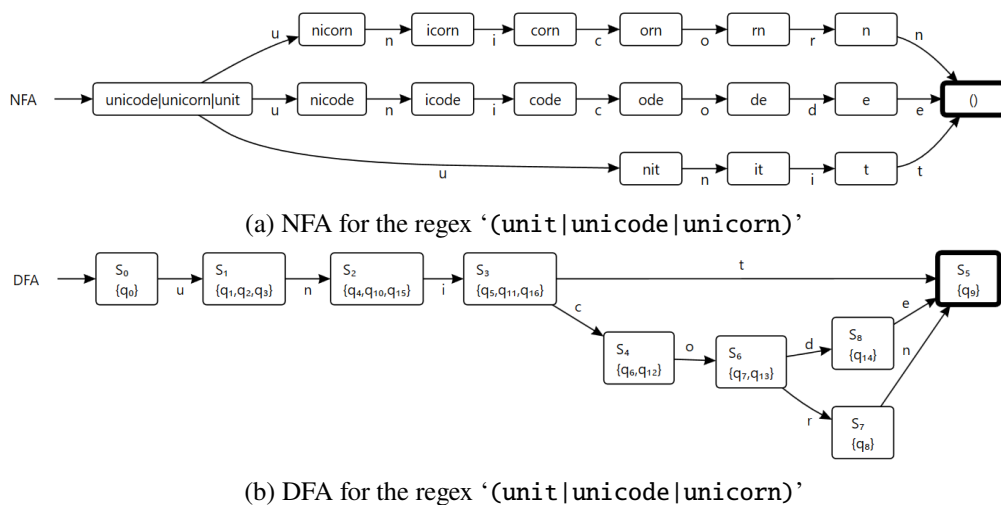 u nicorn n icorn i corn c orn o rn r n n
NFA unicode|unicorn|unit u nicode n icode i code c ode o de d e e ()
u nit n it i t t
(a) NFA for the regex ‘(unit|unicode|unicorn)’
DFA S₀ {q₀} u S₁ {q₁,q₂,q₃} n S₂ {q₄,q₁₀,q₁₅} i S₃ {q₅,q₁₁,q₁₆} t S₅ {q₉}
c S₄ {q₆,q₁₂} o S₆ {q₇,q₁₃} d S₈ {q₁₄} e
r S₇ {q₈} n
(b) DFA for the regex ‘(unit|unicode|unicorn)’